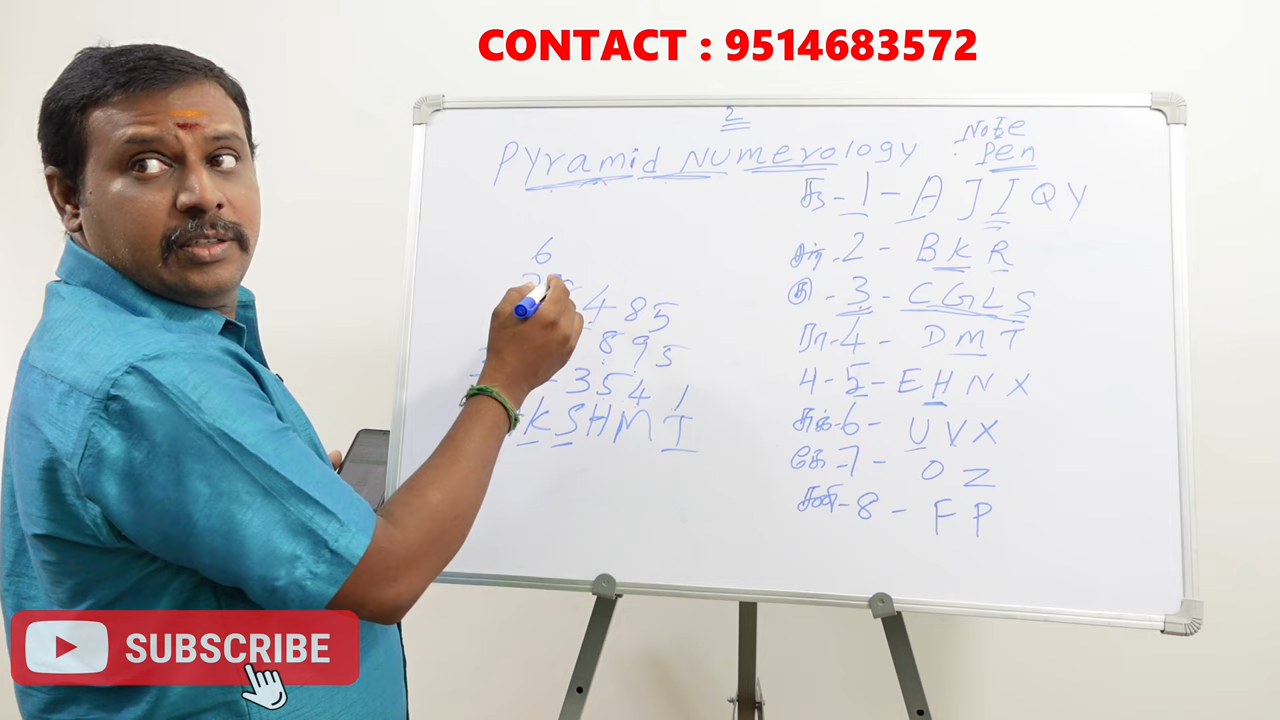 CONTACT : 9514683572
2
Note
Pyramid Numerology
Pen
1 - A J I Q Y
6
2 - B K R
3 - C G L S
4 8 5
4 - D M T
8 9 5
4 - 5 - E H N X
3 5 4 1
K S H M I
6 - U V X
7 - O Z
8 - F P
SUBSCRIBE